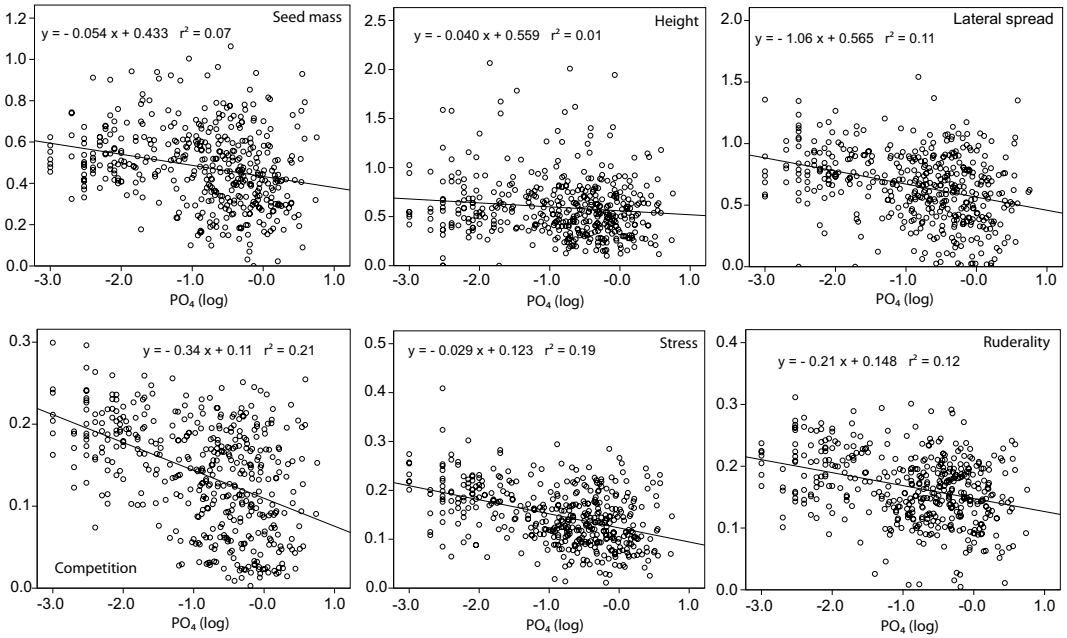 Seed mass
y = - 0.054 x + 0.433 r² = 0.07
1.2
1.0
0.8
0.6
0.4
0.2
0.0
-3.0 -2.0 -1.0 -0.0 1.0
PO₄ (log)
Height
y = - 0.040 x + 0.559 r² = 0.01
2.5
2.0
1.5
1.0
0.5
0.0
-3.0 -2.0 -1.0 -0.0 1.0
PO₄ (log)
Lateral spread
y = - 1.06 x + 0.565 r² = 0.11
2.0
1.5
1.0
0.5
0.0
-3.0 -2.0 -1.0 -0.0 1.0
PO₄ (log)
y = - 0.34 x + 0.11 r² = 0.21
0.3
0.2
0.1
0.0
Competition
-3.0 -2.0 -1.0 -0.0 1.0
PO₄ (log)
Stress
y = - 0.029 x + 0.123 r² = 0.19
0.5
0.4
0.3
0.2
0.1
0.0
-3.0 -2.0 -1.0 -0.0 1.0
PO₄ (log)
Ruderality
y = - 0.21 x + 0.148 r² = 0.12
0.4
0.3
0.2
0.1
0.0
-3.0 -2.0 -1.0 -0.0 1.0
PO₄ (log)